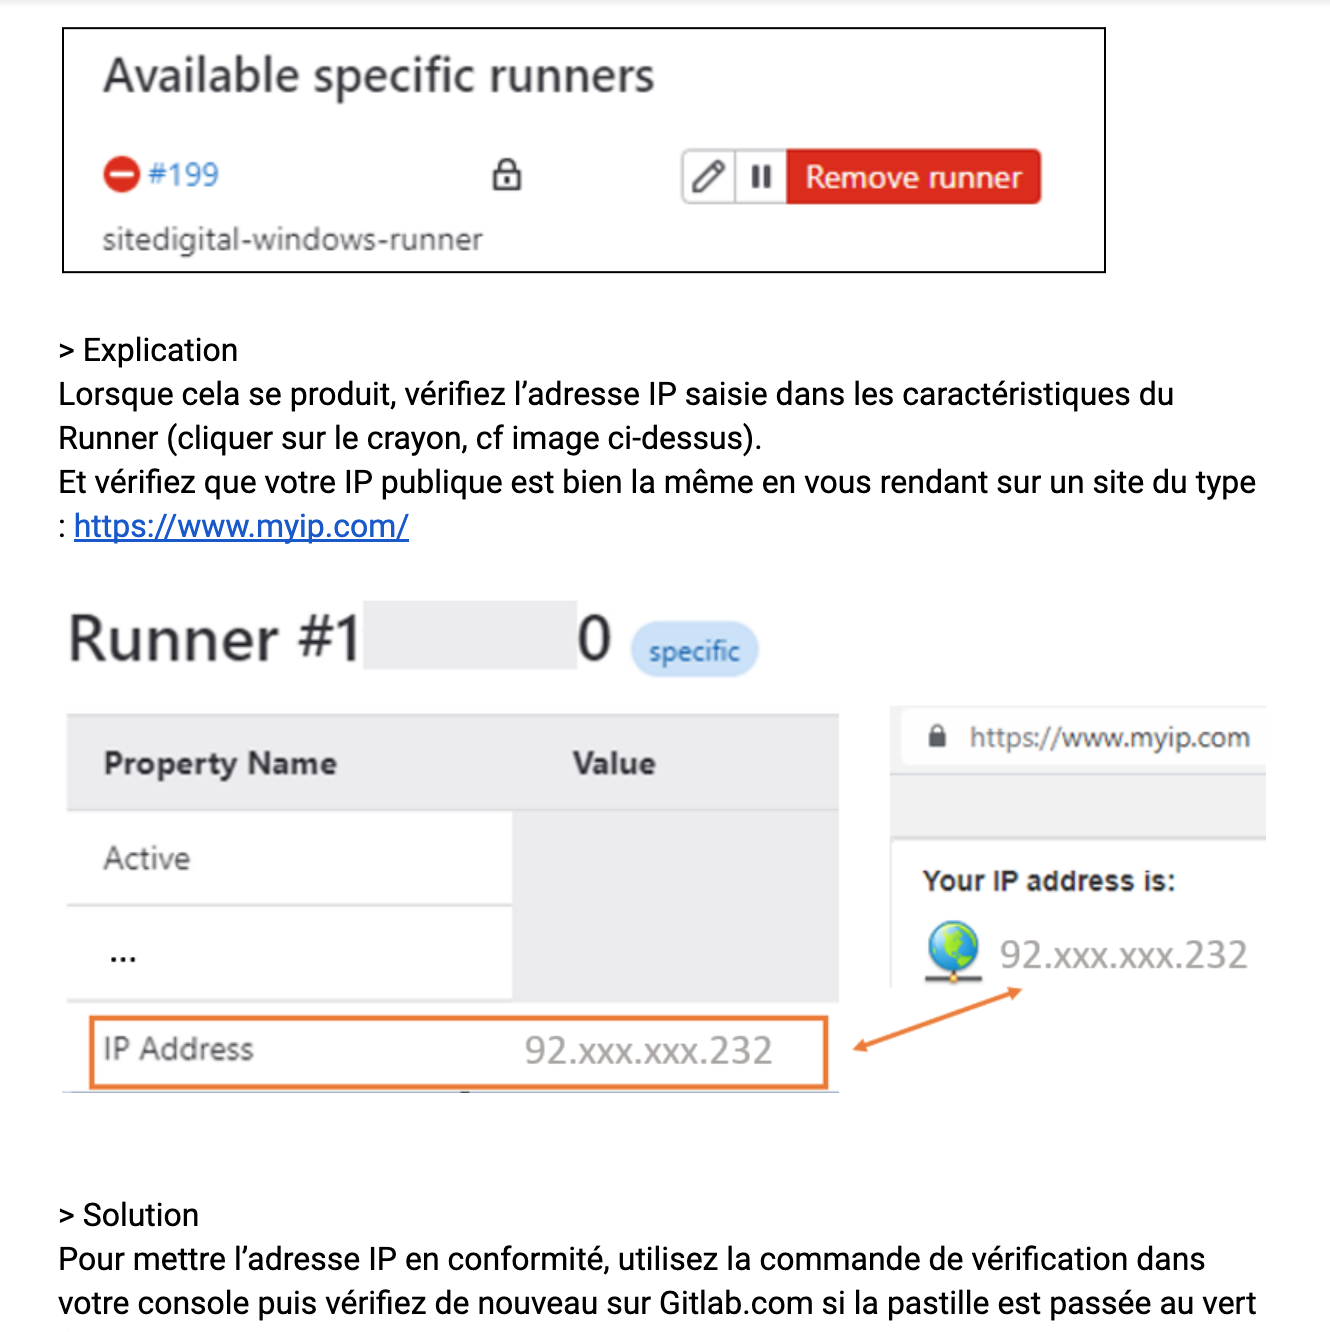 Available specific runners
#199 Remove runner
sitedigital-windows-runner
> Explication
Lorsque cela se produit, vérifiez l’adresse IP saisie dans les caractéristiques du
Runner (cliquer sur le crayon, cf image ci-dessus).
Et vérifiez que votre IP publique est bien la même en vous rendant sur un site du type
: https://www.myip.com/
Runner #1 0 specific
Property Name Value
Active
...
IP Address 92.xxx.xxx.232
https://www.myip.com
Your IP address is:
92.xxx.xxx.232
> Solution
Pour mettre l’adresse IP en conformité, utilisez la commande de vérification dans
votre console puis vérifiez de nouveau sur Gitlab.com si la pastille est passée au vert